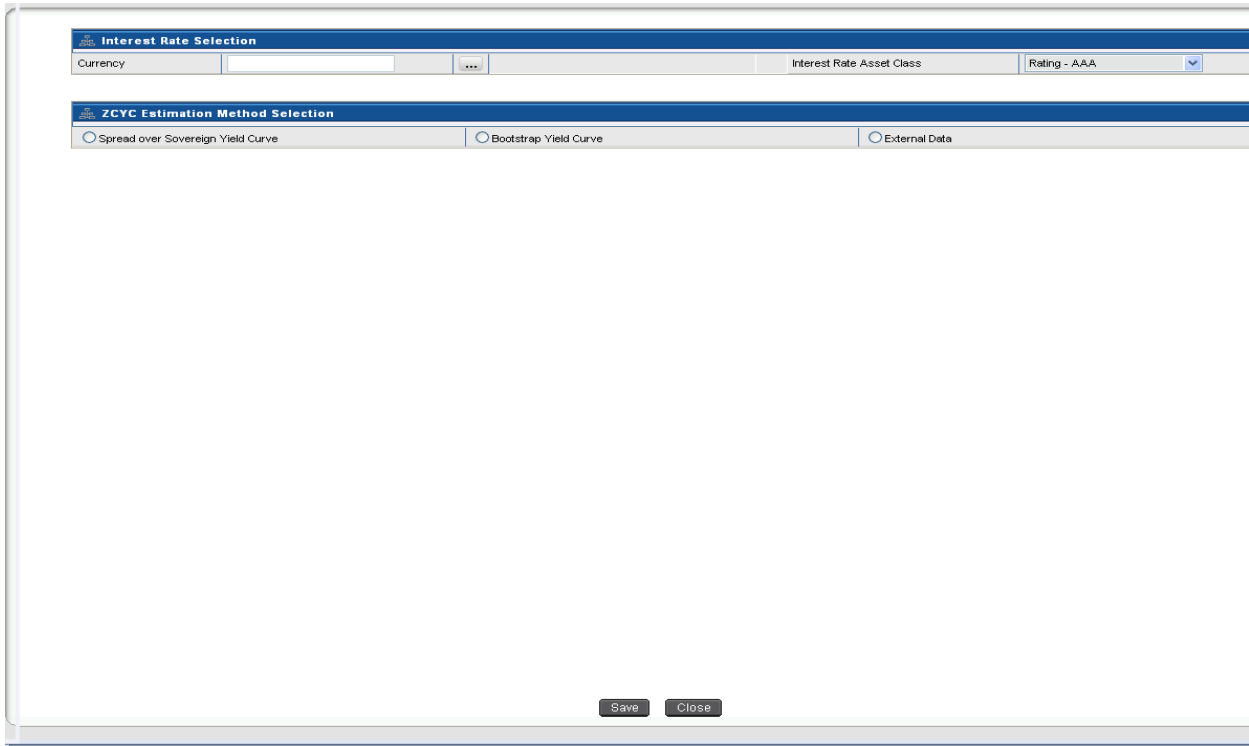 Interest Rate Selection
Currency ... Interest Rate Asset Class Rating - AAA
ZCYC Estimation Method Selection
Spread over Sovereign Yield Curve Bootstrap Yield Curve External Data
Save Close